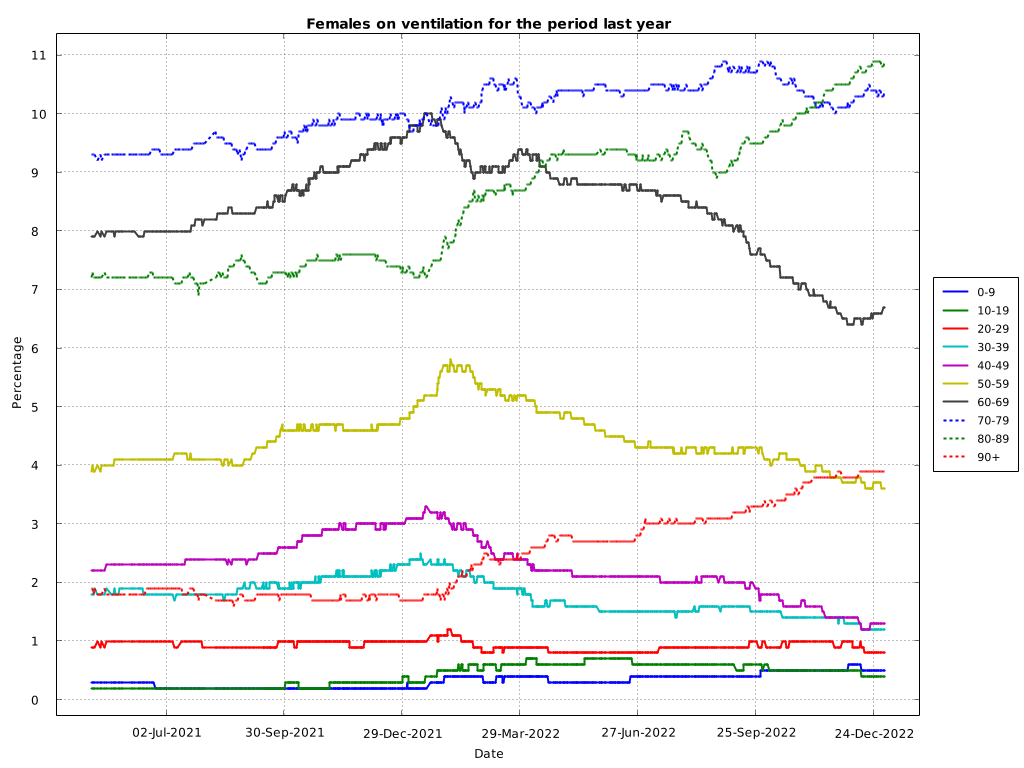 Females on ventilation for the period last year
11
10
9
8
7
6
5
4
3
2
1
0
Percentage
02-Jul-2021
30-Sep-2021
29-Dec-2021
29-Mar-2022
27-Jun-2022
25-Sep-2022
24-Dec-2022
Date
0-9
10-19
20-29
30-39
40-49
50-59
60-69
70-79
80-89
90+